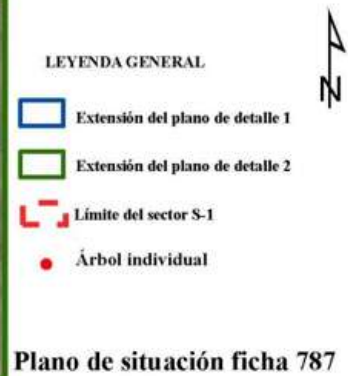 N
LEYENDA GENERAL
Extensión del plano de detalle 1
Extensión del plano de detalle 2
Límite del sector S-1
Árbol individual
Plano de situación ficha 787